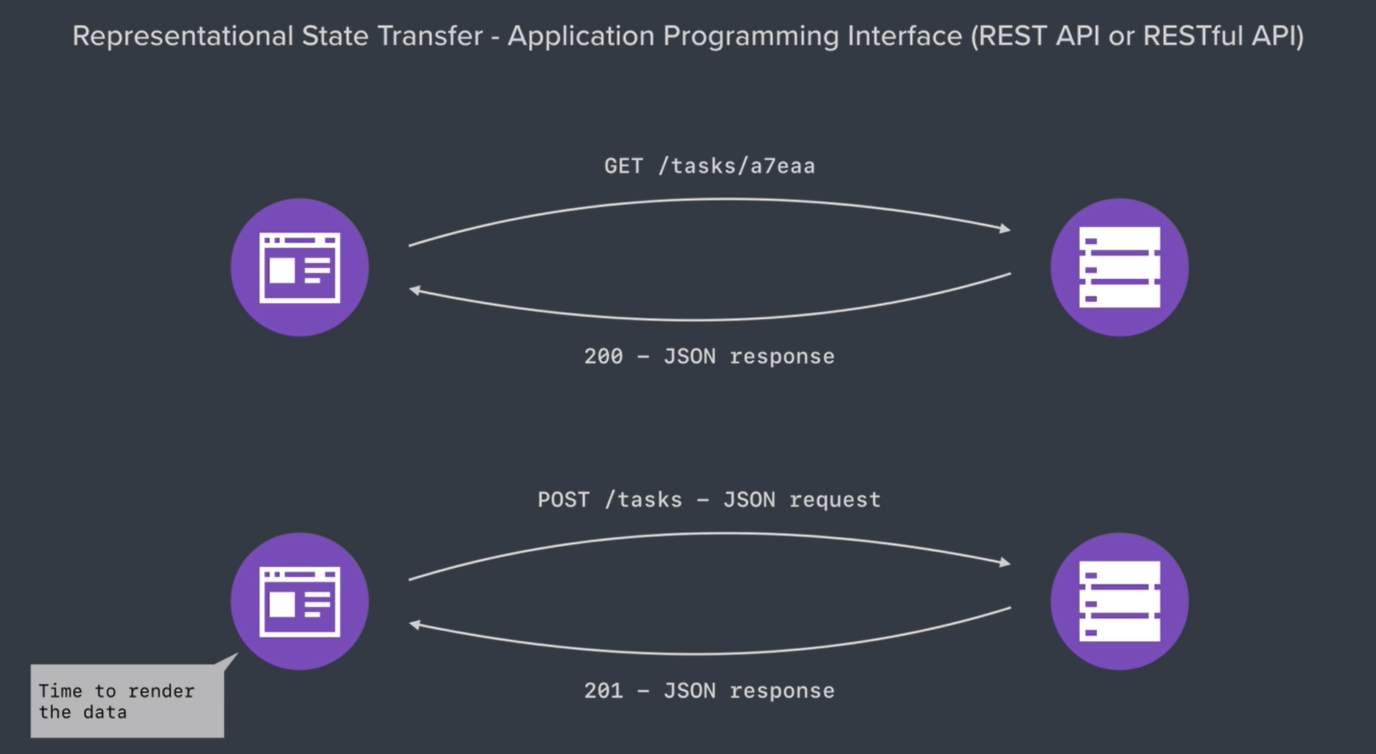 Representational State Transfer - Application Programming Interface (REST API or RESTful API)
GET /tasks/a7eaa
200 – JSON response
POST /tasks – JSON request
201 – JSON response
Time to render
the data